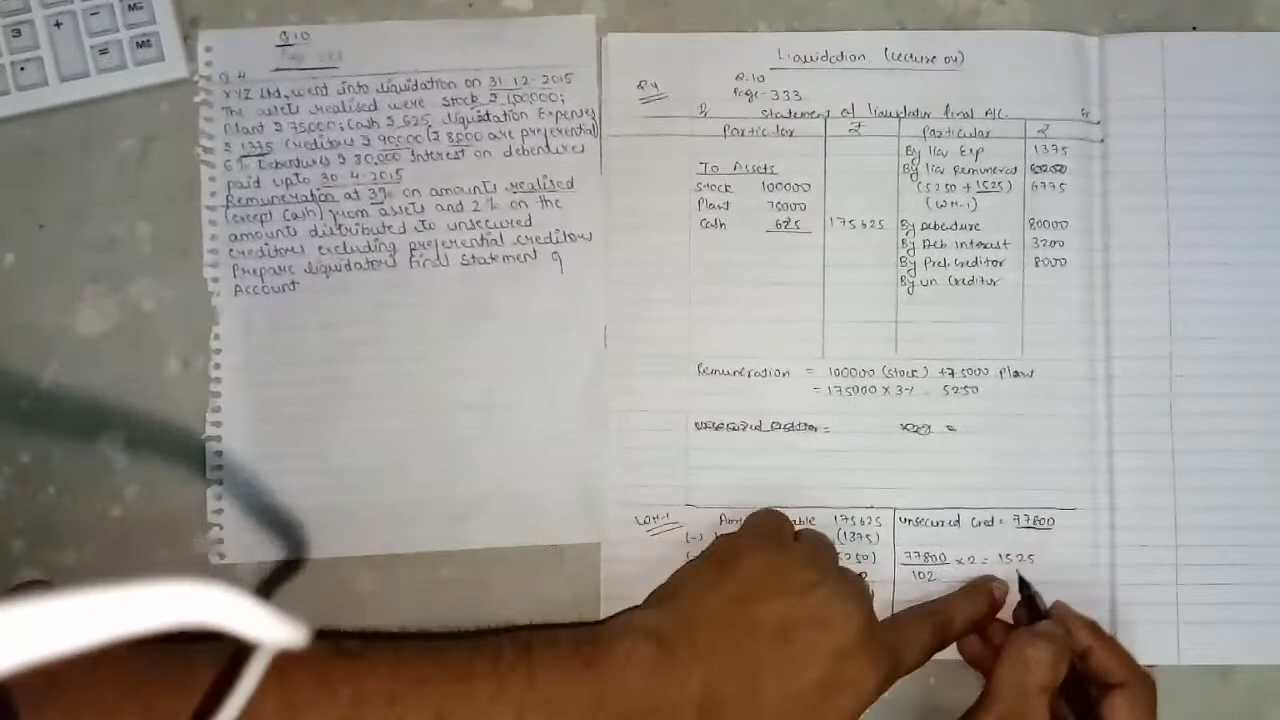 3 + - M=
= M±
Q 10
Q 4
XYZ Ltd. went into liquidation on 31-12-2015
The assets realised were stock ₹ 1,00,000;
Plant ₹ 75,000; Cash ₹ 625 liquidation Expenses
₹ 1375 Creditors ₹ 90,000 (₹ 8000 are preferential)
6% Debentures ₹ 80,000 Interest on debentures
paid upto 30-4-2015
Remuneration at 3% on amounts realised
(except Cash) from assets and 2% on the
amounts distributed to unsecured
creditors excluding preferential creditors
Prepare liquidators Final Statement of
Account
Liquidation (Lecture 04)
Q 4 Q.10
Page-333
Dr Statement of liquidator final A/C. Cr
Particular ₹ Particular ₹
By liq Exp 1375
To Assets By liq Remunerat
Stock 100000 (5250 + 1525) 6775
Plant 75000 (WN-1)
Cash 625 175625 By Debenture 80000
By Deb interest 3200
By Pref. creditor 8000
By un creditor
Remuneration = 100000 (stock) + 75000 Plant
= 175000 × 3% 5250
WN-1 175625 unsecured Cred = 77800
(-) (1375)
77800 × 2 = 1525
102